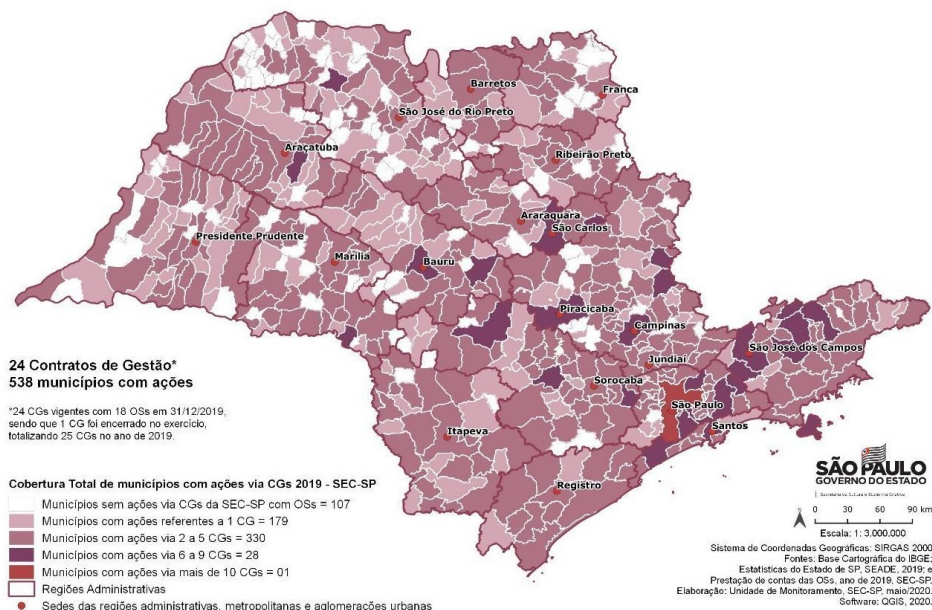 Barretos
Franca
São José do Rio Preto
Araçatuba
Ribeirão Preto
Araraquara
São Carlos
Presidente Prudente
Marília
Bauru
Piracicaba
Campinas
São José dos Campos
Jundiaí
Sorocaba
São Paulo
Santos
Itapeva
Registro
24 Contratos de Gestão*
538 municípios com ações
*24 CGs vigentes com 18 OSs em 31/12/2019,
sendo que 1 CG foi encerrado no exercício,
totalizando 25 CGs no ano de 2019.
Cobertura Total de municípios com ações via CGs 2019 - SEC-SP
Municípios sem ações via CGs da SEC-SP com OSs = 107
Municípios com ações referentes a 1 CG = 179
Municípios com ações via 2 a 5 CGs = 330
Municípios com ações via 6 a 9 CGs = 28
Municípios com ações via mais de 10 CGs = 01
Regiões Administrativas
Sedes das regiões administrativas, metropolitanas e aglomerações urbanas
SÃO PAULO
GOVERNO DO ESTADO
Secretaria de Cultura e Economia Criativa
N
0 30 60 90 km
Escala: 1: 3.000.000
Sistema de Coordenadas Geográficas: SIRGAS 2000
Fontes: Base Cartográfica do IBGE;
Estatísticas do Estado de SP, SEADE, 2019; e
Prestação de contas das OSs, ano de 2019, SEC-SP.
Elaboração: Unidade de Monitoramento, SEC-SP, maio/2020.
Software: QGIS, 2020.